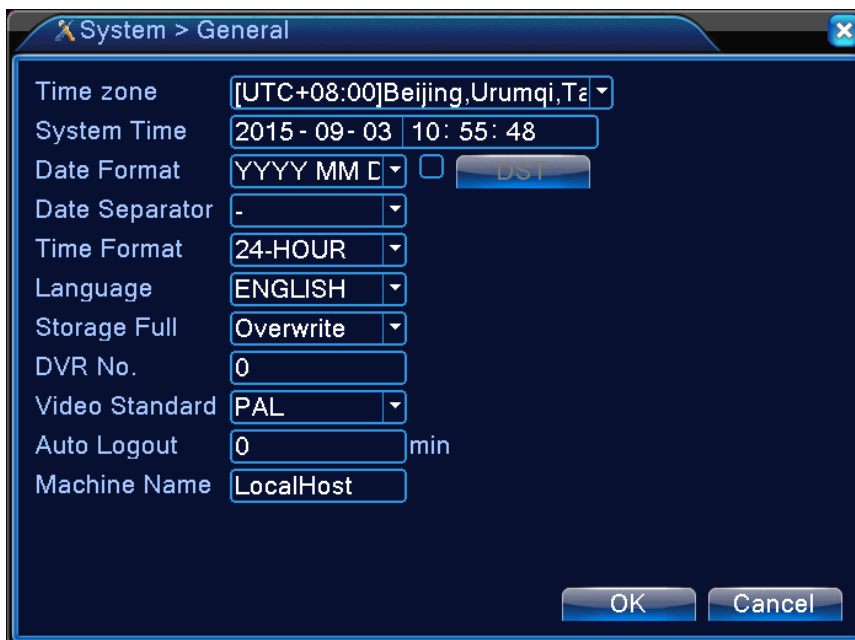 System > General
Time zone [UTC+08:00]Beijing,Urumqi,Ta
System Time 2015 - 09 - 03 10: 55: 48
Date Format YYYY MM D DST
Date Separator -
Time Format 24-HOUR
Language ENGLISH
Storage Full Overwrite
DVR No. 0
Video Standard PAL
Auto Logout 0 min
Machine Name LocalHost
OK Cancel